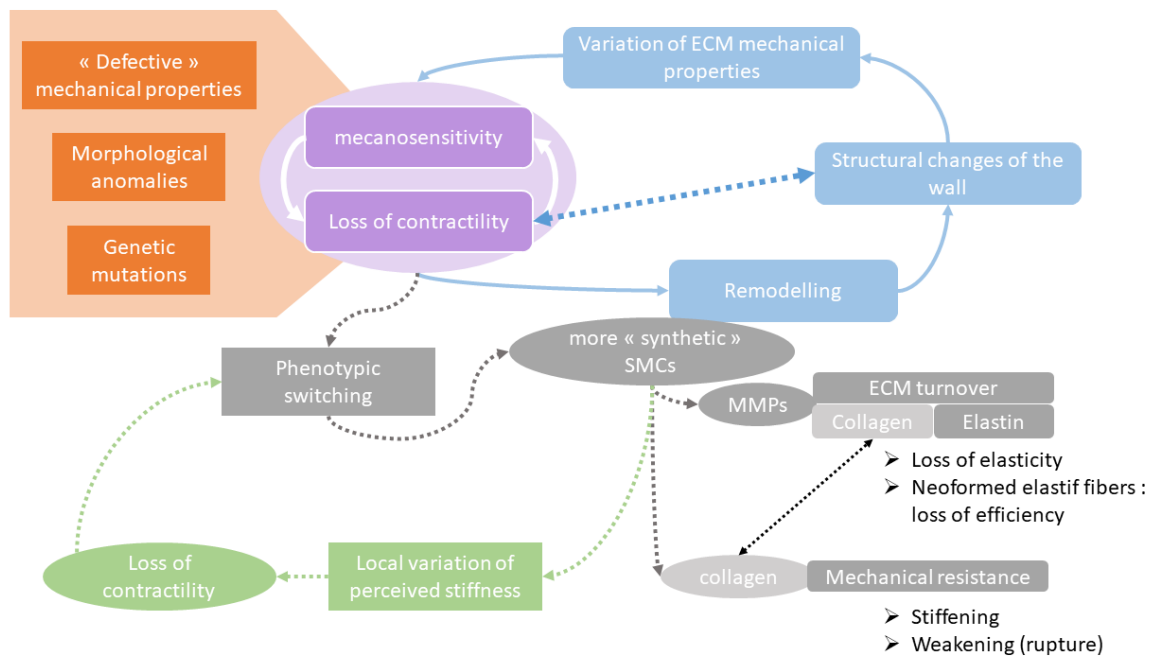 « Defective »
mechanical properties
Morphological
anomalies
Genetic
mutations
mecanosensitivity
Loss of contractility
Variation of ECM mechanical
properties
Structural changes of the
wall
Remodelling
Phenotypic
switching
more « synthetic »
SMCs
MMPs
ECM turnover
Collagen
Elastin
➢ Loss of elasticity
➢ Neoformed elastif fibers :
loss of efficiency
Loss of
contractility
Local variation of
perceived stiffness
collagen
Mechanical resistance
➢ Stiffening
➢ Weakening (rupture)